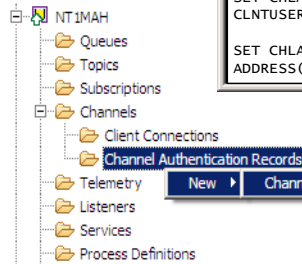 SET CHLA
CLNTUSER
SET CHLA
ADDRESS(
NT1MAH
Queues
Topics
Subscriptions
Channels
Client Connections
Channel Authentication Records
Telemetry
New Chann
Listeners
Services
Process Definitions